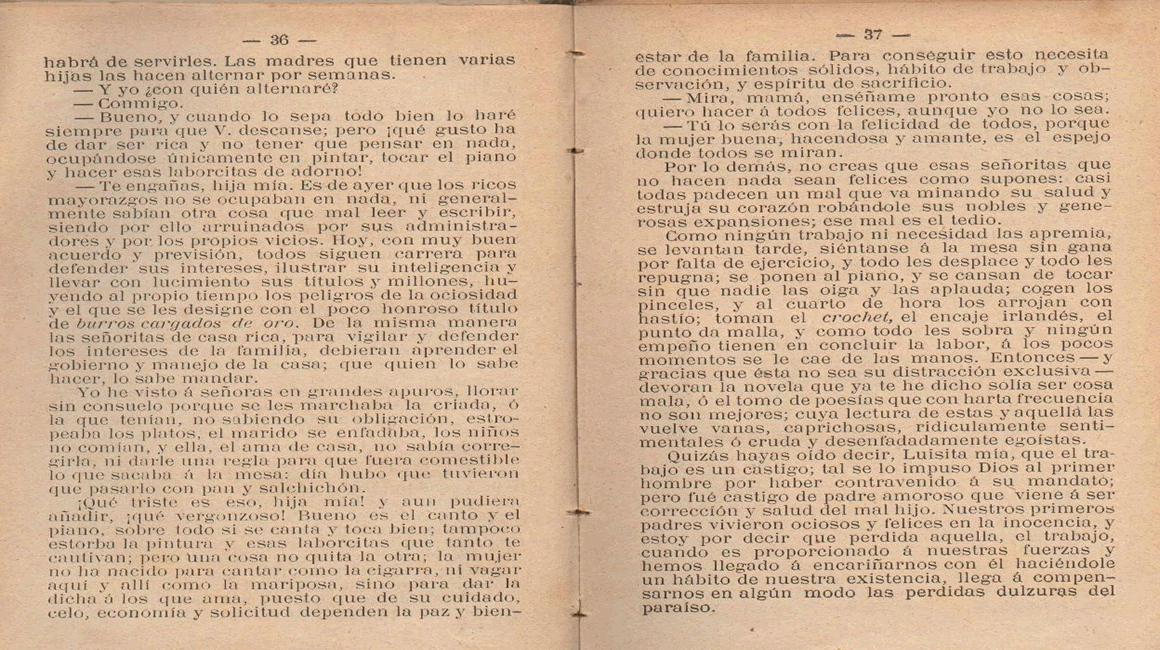 — 36 —
habrá de servirles. Las madres que tienen varias
hijas las hacen alternar por semanas.
— Y yo ¿con quién alternaré?
— Conmigo.
— Bueno, y cuando lo sepa todo bien lo haré
siempre para que V. descanse; pero ¡qué gusto ha
de dar ser rica y no tener que pensar en nada,
ocupándose únicamente en pintar, tocar el piano
y hacer esas laborcitas de adorno!
— Te engañas, hija mía. Es de ayer que los ricos
mayorazgos no se ocupaban en nada, ni general-
mente sabían otra cosa que mal leer y escribir,
siendo por ello arruinados por sus administra-
dores y por los propios vicios. Hoy, con muy buen
acuerdo y previsión, todos siguen carrera para
defender sus intereses, ilustrar su inteligencia y
llevar con lucimiento sus títulos y millones, hu-
yendo al propio tiempo los peligros de la ociosidad
y el que se les designe con el poco honroso título
de burros cargados de oro. De la misma manera
las señoritas de casa rica, para vigilar y defender
los intereses de la familia, debieran aprender el
gobierno y manejo de la casa; que quien lo sabe
hacer, lo sabe mandar.
Yo he visto á señoras en grandes apuros, llorar
sin consuelo porque se les marchaba la criada, ó
la que tenían, no sabiendo su obligación, estro-
peaba los platos, el marido se enfadaba, los niños
no comían, y ella, el ama de casa, no sabía corre-
girla, ni darle una regla para que fuera comestible
lo que sacaba á la mesa: día hubo que tuvieron
que pasarlo con pan y salchichón.
¡Qué triste es eso, hija mía! y aun pudiera
añadir, ¡qué vergonzoso! Bueno es el canto y el
piano, sobre todo si se canta y toca bien; tampoco
estorba la pintura y esas laborcitas que tanto te
cautivan; pero una cosa no quita la otra; la mujer
no ha nacido para cantar como la cigarra, ni vagar
aquí y allí como la mariposa, sino para dar la
dicha á los que ama, puesto que de su cuidado,
celo, economía y solicitud dependen la paz y bien-
— 37 —
estar de la familia. Para conseguir esto necesita
de conocimientos sólidos, hábito de trabajo y ob-
servación, y espíritu de sacrificio.
— Mira, mamá, enséñame pronto esas cosas;
quiero hacer á todos felices, aunque yo no lo sea.
— Tú lo serás con la felicidad de todos, porque
la mujer buena, hacendosa y amante, es el espejo
donde todos se miran.
Por lo demás, no creas que esas señoritas que
no hacen nada sean felices como supones: casi
todas padecen un mal que va minando su salud y
estruja su corazón robándole sus nobles y gene-
rosas expansiones; ese mal es el tedio.
Como ningún trabajo ni necesidad las apremia,
se levantan tarde, siéntanse á la mesa sin gana
por falta de ejercicio, y todo les desplace y todo les
repugna; se ponen al piano, y se cansan de tocar
sin que nadie las oiga y las aplauda; cogen los
pinceles, y al cuarto de hora los arrojan con
hastío; toman el crochet, el encaje irlandés, el
punto da malla, y como todo les sobra y ningún
empeño tienen en concluir la labor, á los pocos
momentos se le cae de las manos. Entonces — y
gracias que ésta no sea su distracción exclusiva —
devoran la novela que ya te he dicho solía ser cosa
mala, ó el tomo de poesías que con harta frecuencia
no son mejores; cuya lectura de estas y aquella las
vuelve vanas, caprichosas, ridiculamente senti-
mentales ó cruda y desenfadadamente egoístas.
Quizás hayas oído decir, Luisita mía, que el tra-
bajo es un castigo; tal se lo impuso Dios al primer
hombre por haber contravenido á su mandato;
pero fué castigo de padre amoroso que viene á ser
corrección y salud del mal hijo. Nuestros primeros
padres vivieron ociosos y felices en la inocencia, y
estoy por decir que perdida aquella, el trabajo,
cuando es proporcionado á nuestras fuerzas y
hemos llegado á encariñarnos con él haciéndole
un hábito de nuestra existencia, llega á compen-
sarnos en algún modo las perdidas dulzuras del
paraíso.